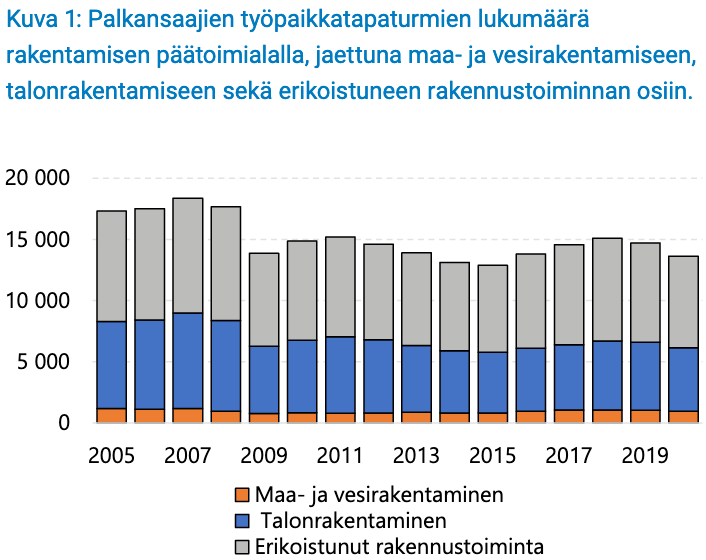 Kuva 1: Palkansaajien työpaikkatapaturmien lukumäärä
rakentamisen päätoimialalla, jaettuna maa- ja vesirakentamiseen,
talonrakentamiseen sekä erikoistuneen rakennustoiminnan osiin.
20 000
15 000
10 000
5 000
0
2005 2007 2009 2011 2013 2015 2017 2019
Maa- ja vesirakentaminen
Talonrakentaminen
Erikoistunut rakennustoiminta